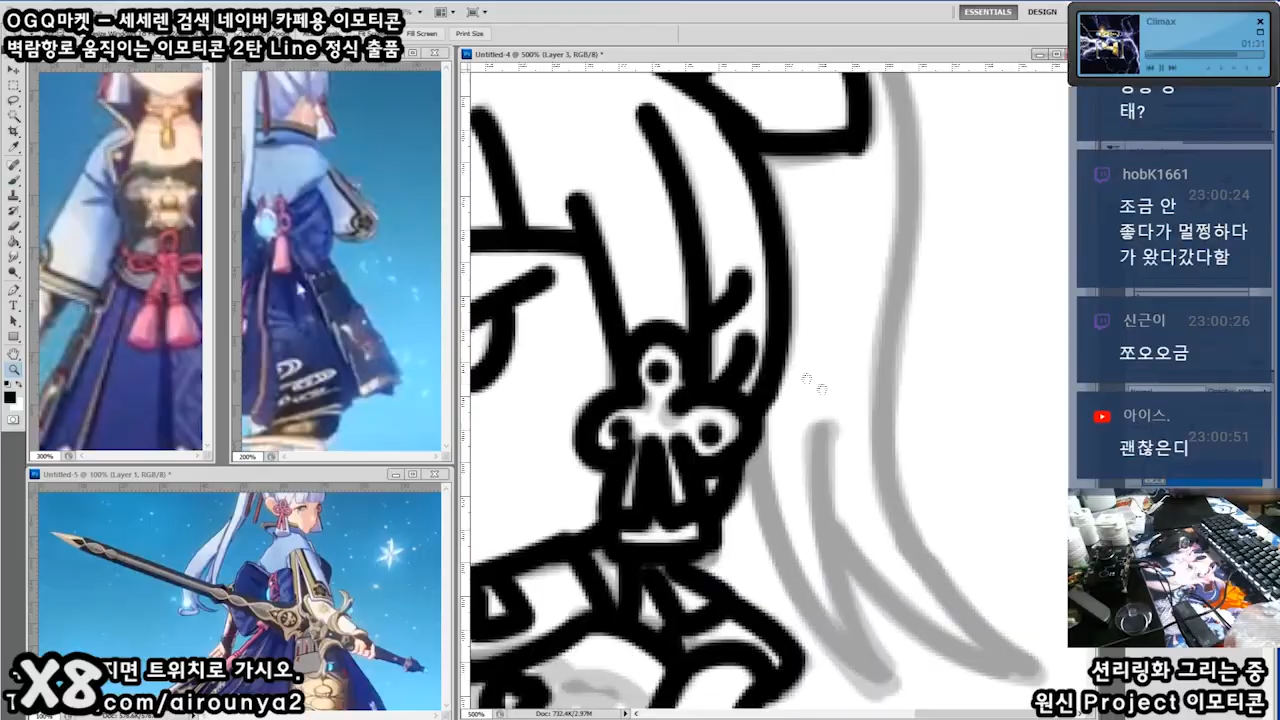 OGQ마켓 - 세세렌 검색 네이버 카페용 이모티콘
벽람항로 움직이는 이모티콘 2탄 Line 정식 출품
Fill Screen
Print Size
ESSENTIALS
DESIGN
Untitled-4 @ 500% (Layer 3, RGB/8) *
Climax
01:31
태?
hobK1661
23:00:24
조금 안
좋다가 멀쩡하다
가 왔다갔다함
신근이
23:00:26
쪼오오금
아이스.
23:00:51
괜찮은디
300%
200%
Untitled-5 @ 100% (Layer 1, RGB/8) *
X8
지면 트위치로 가시오.
.com/airounya2
500%
Doc: 732.4K/2.97M
션리링화 그리는 중
원신 Project 이모티콘